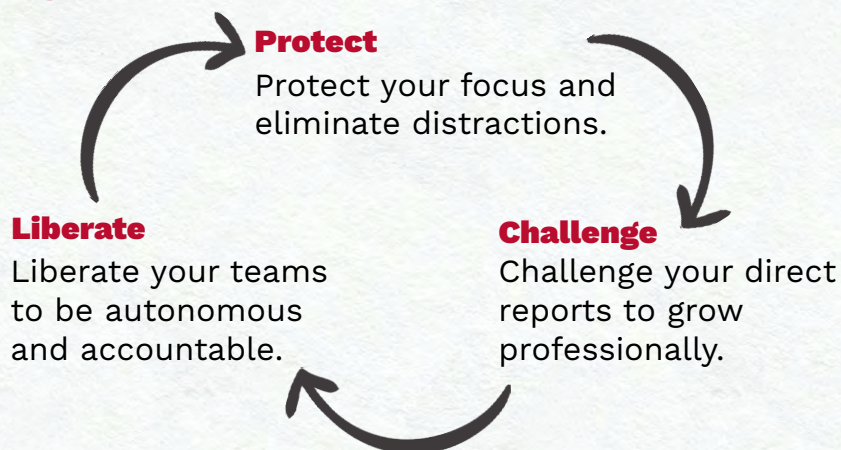 Protect
Protect your focus and
eliminate distractions.
Liberate
Liberate your teams
to be autonomous
and accountable.
Challenge
Challenge your direct
reports to grow
professionally.